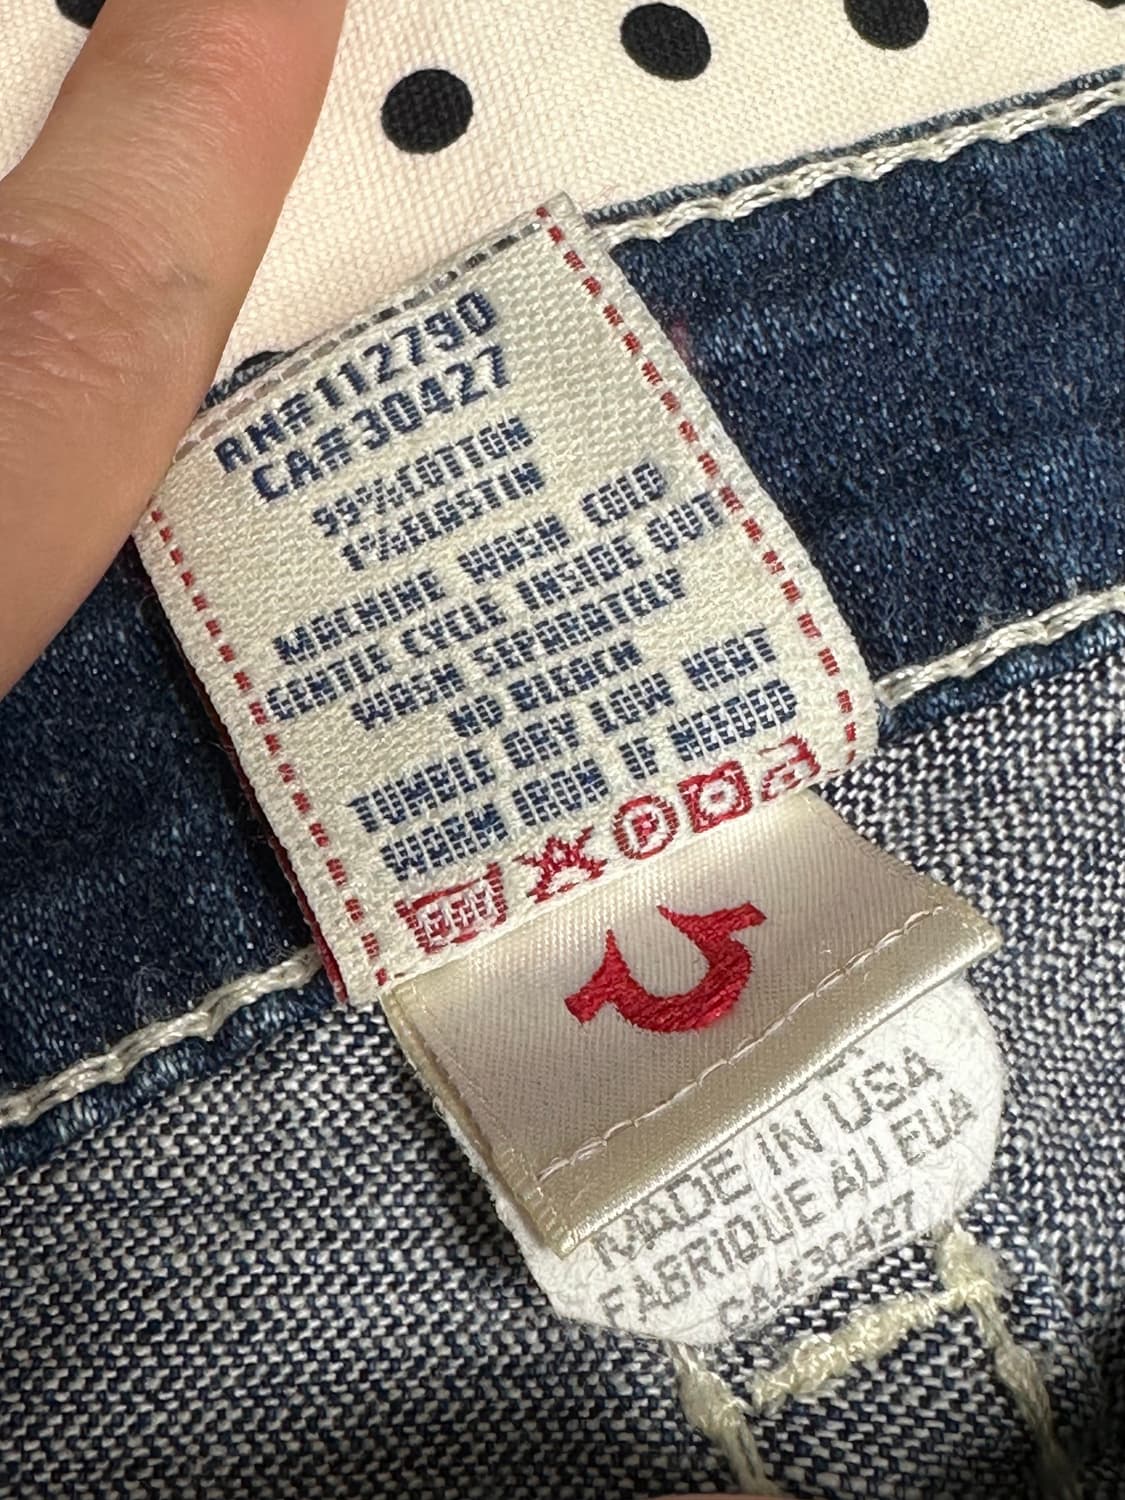 RN#112790
CA#30427
99%COTTON
1%ELASTIN
MACHINE WASH COLD
GENTLE CYCLE INSIDE OUT
WASH SEPARATELY
NO BLEACH
TUMBLE DRY LOW HEAT
WARM IRON IF NEEDED
P
MADE IN USA
FABRIQUE AU EUA
CA#30427